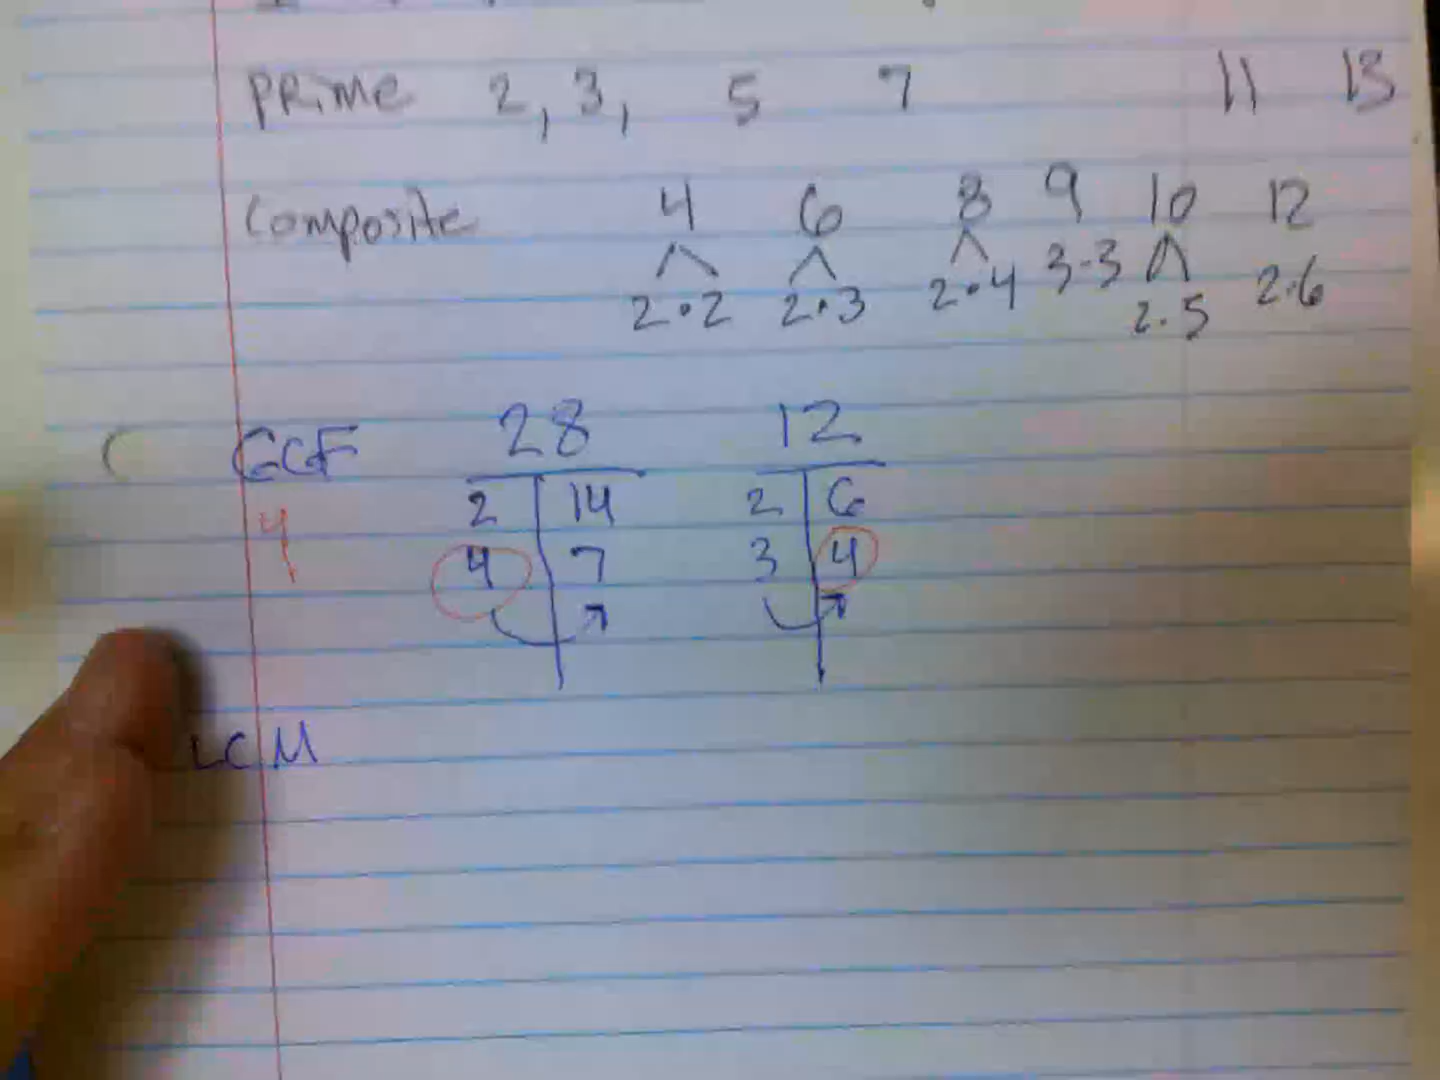 prime 2, 3, 5 7 11 13
composite 4 6 8 9 10 12
2·2 2·3 2·4 3·3 2·5 2·6
GCF 28 12
4 2 14 2 6
4 7 3 4
LCM